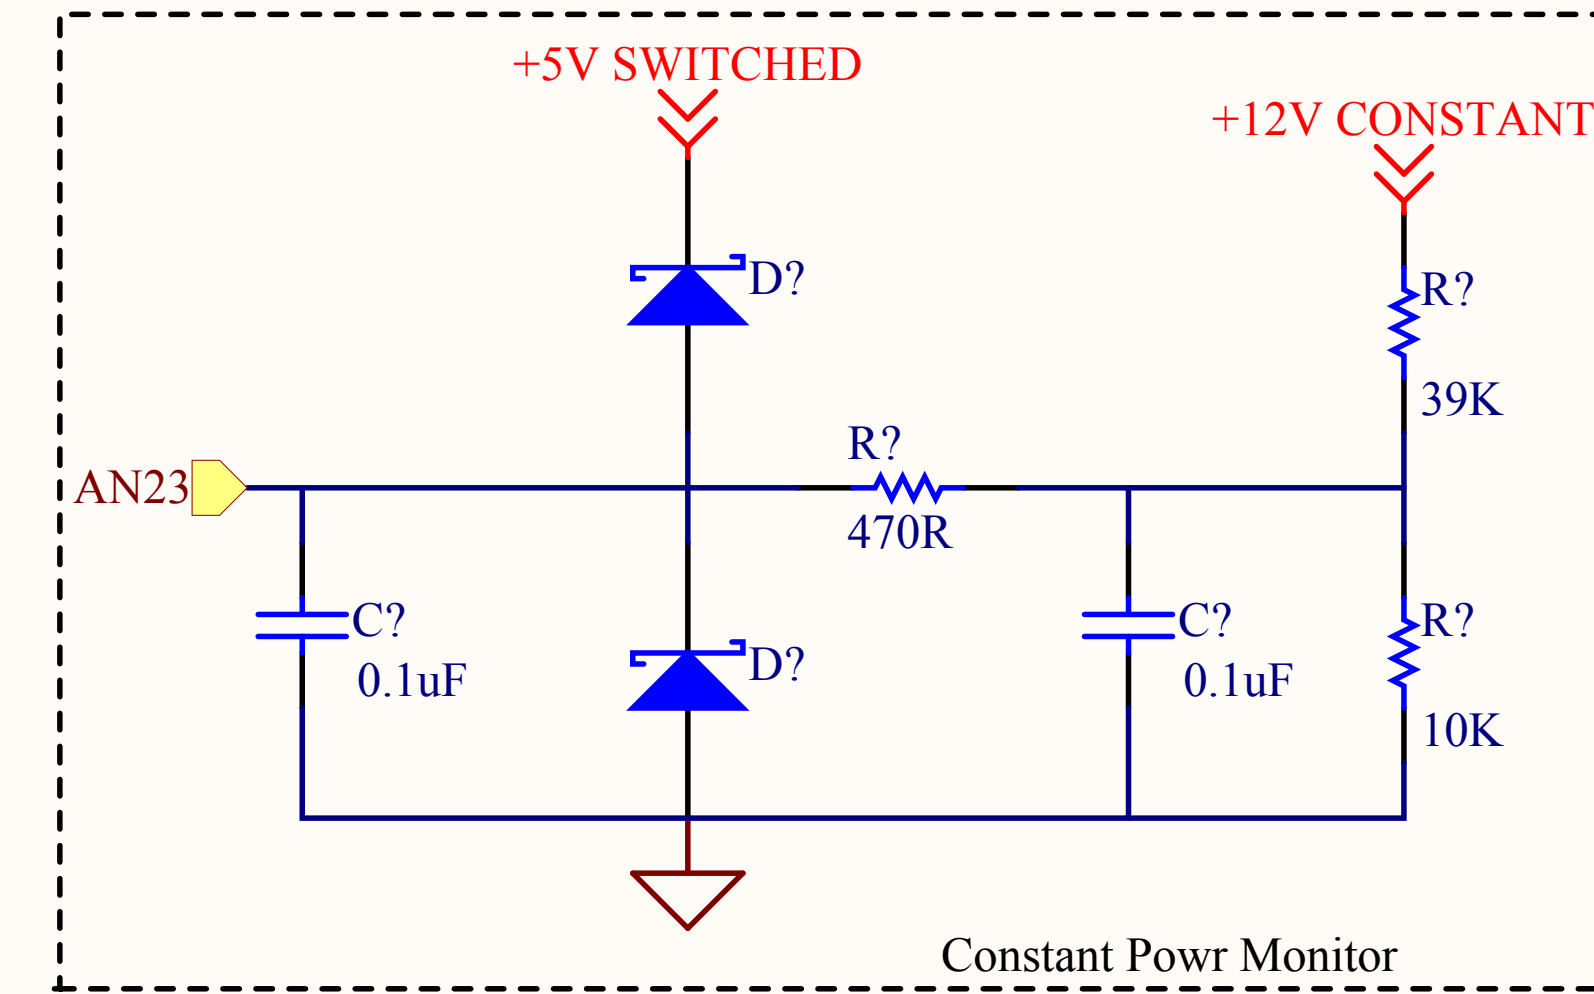 +5V SWITCHED
+12V CONSTANT
D?
R?
39K
R?
470R
AN23
C?
0.1uF
D?
C?
0.1uF
R?
10K
Constant Powr Monitor